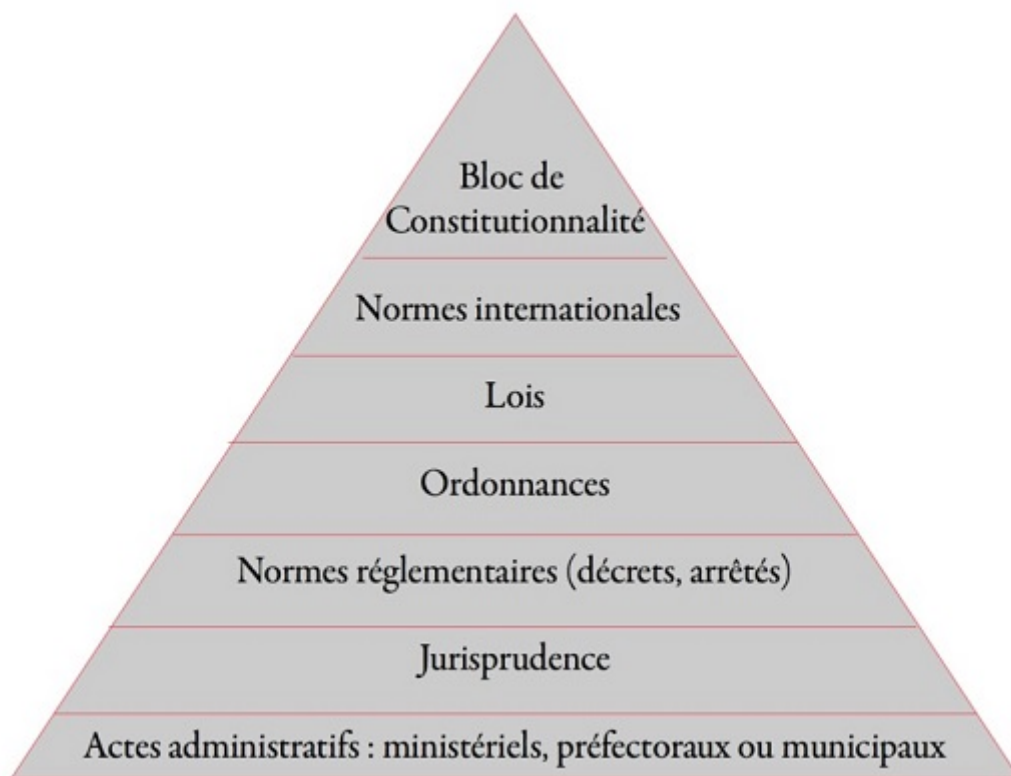 Bloc de
Constitutionnalité
Normes internationales
Lois
Ordonnances
Normes réglementaires (décrets, arrêtés)
Jurisprudence
Actes administratifs : ministériels, préfectoraux ou municipaux